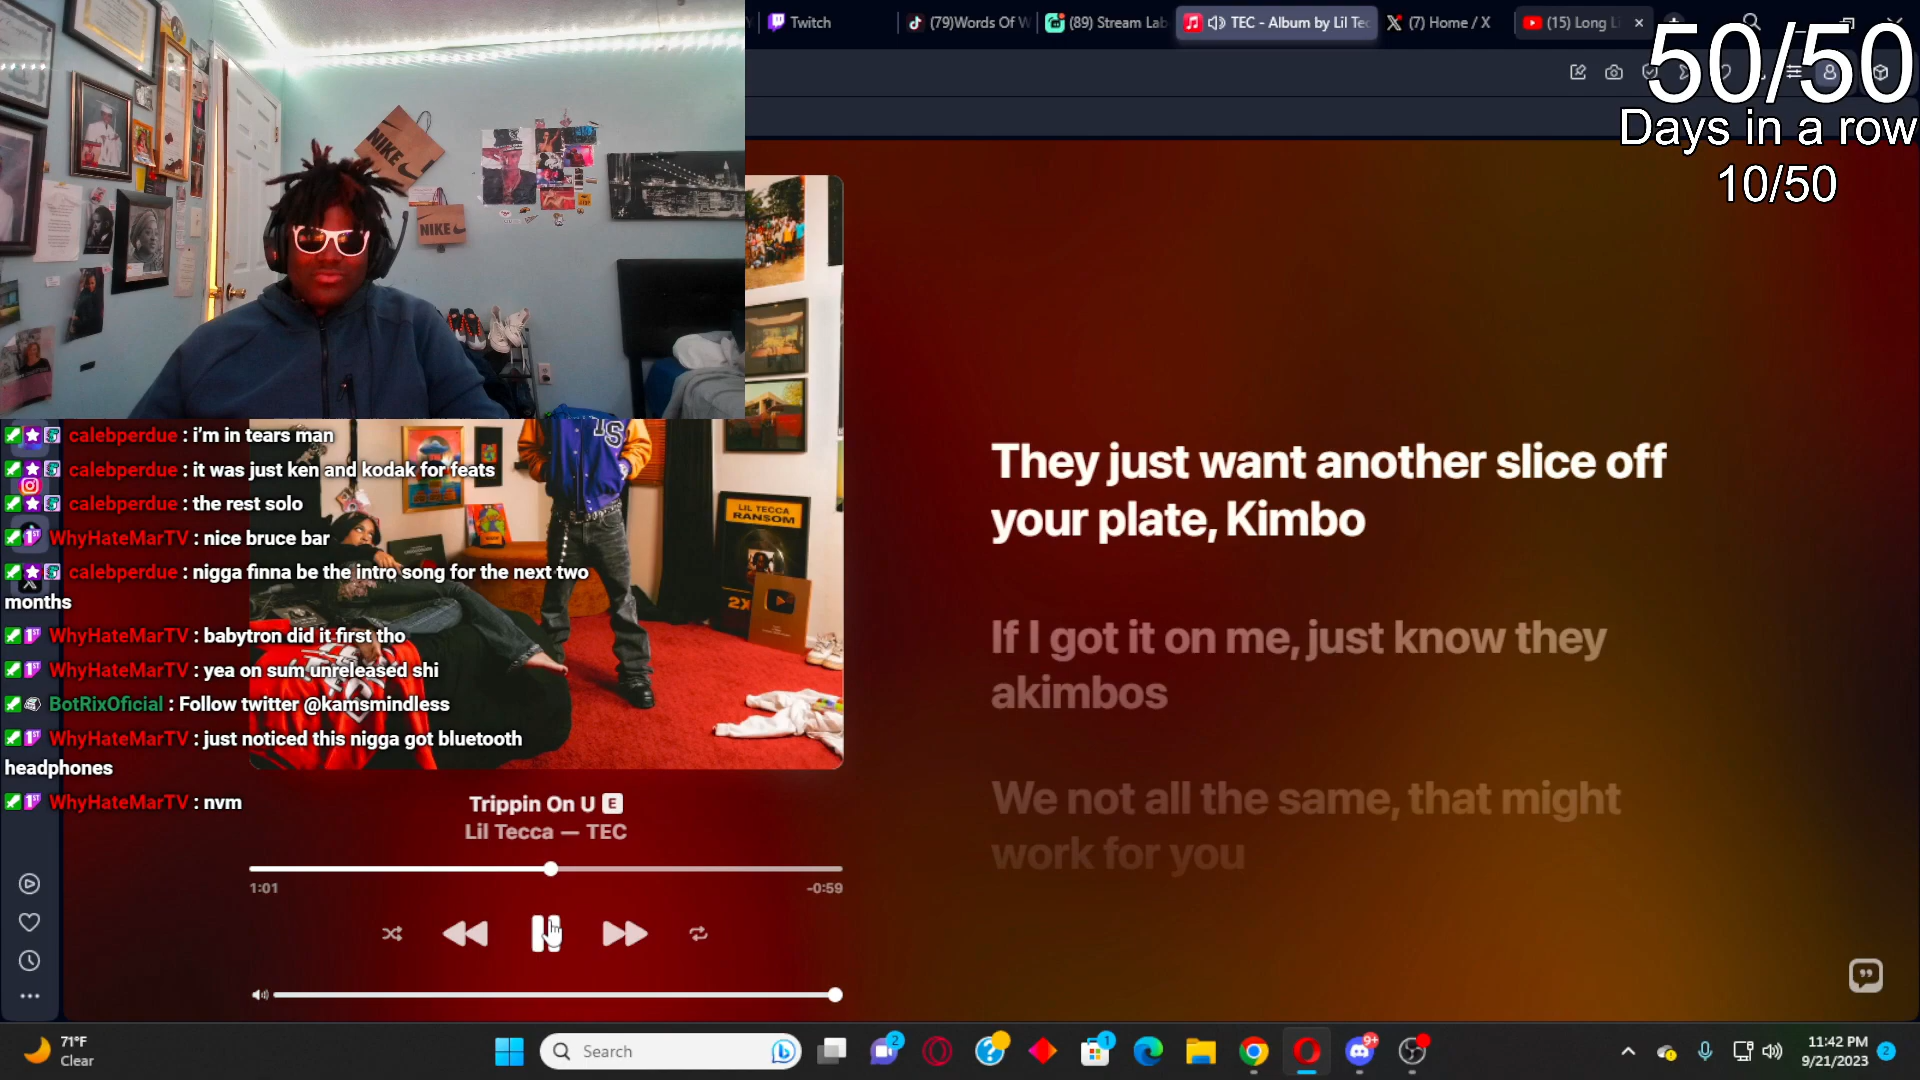 Twitch
(79)Words Of W
(89) Stream Lab
TEC - Album by Lil Tec
(7) Home / X
(15) Long Li
50/50
Days in a row
10/50
NIKE
NIKE
calebperdue : i'm in tears man
calebperdue : it was just ken and kodak for feats
calebperdue : the rest solo
WhyHateMarTV : nice bruce bar
calebperdue : nigga finna be the intro song for the next two
months
WhyHateMarTV : babytron did it first tho
WhyHateMarTV : yea on sum unreleased shi
BotRixOficial : Follow twitter @kamsmindless
WhyHateMarTV : just noticed this nigga got bluetooth
headphones
WhyHateMarTV : nvm
LIL TECCA
RANSOM
2X
They just want another slice off
your plate, Kimbo
If I got it on me, just know they
akimbos
We not all the same, that might
work for you
Trippin On U E
Lil Tecca — TEC
1:01
-0:59
71°F
Clear
Search
2
1
9+
11:42 PM
9/21/2023
2